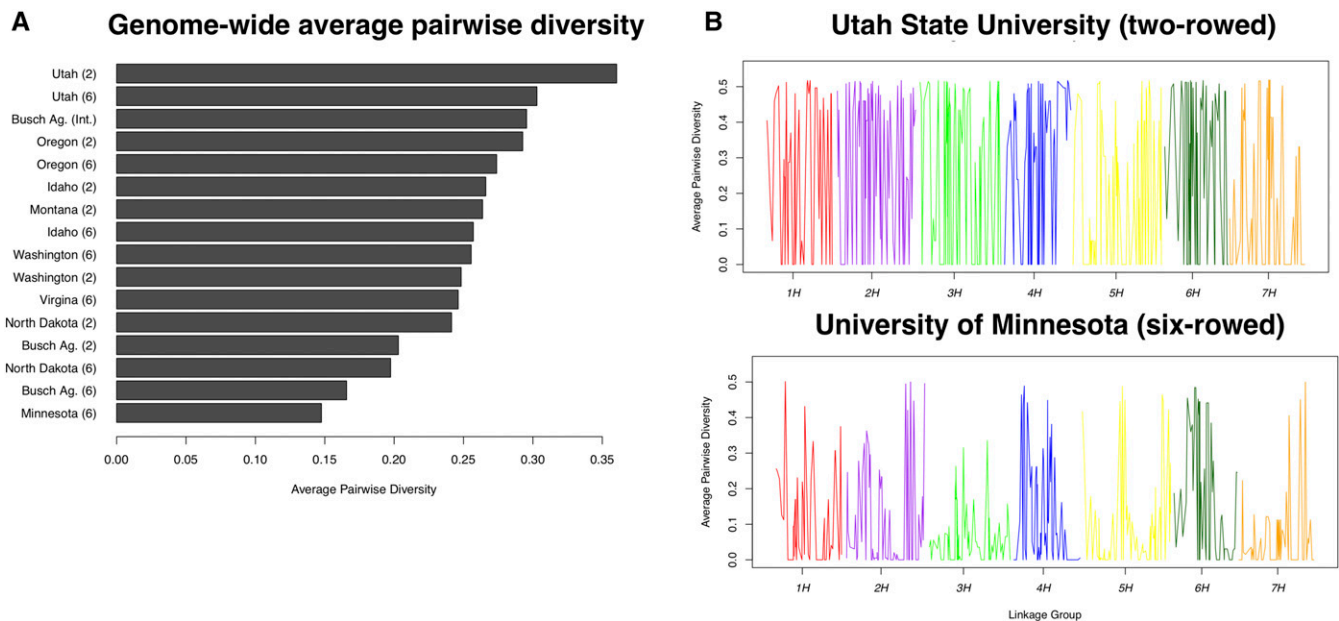 A
Genome-wide average pairwise diversity
Utah (2)
Utah (6)
Busch Ag. (Int.)
Oregon (2)
Oregon (6)
Idaho (2)
Montana (2)
Idaho (6)
Washington (6)
Washington (2)
Virgina (6)
North Dakota (2)
Busch Ag. (2)
North Dakota (6)
Busch Ag. (6)
Minnesota (6)
0.00 0.05 0.10 0.15 0.20 0.25 0.30 0.35
Average Pairwise Diversity
B
Utah State University (two-rowed)
Average Pairwise Diversity
0.5
0.4
0.3
0.2
0.1
0.0
1H 2H 3H 4H 5H 6H 7H
University of Minnesota (six-rowed)
Average Pairwise Diversity
0.5
0.4
0.3
0.2
0.1
0.0
1H 2H 3H 4H 5H 6H 7H
Linkage Group